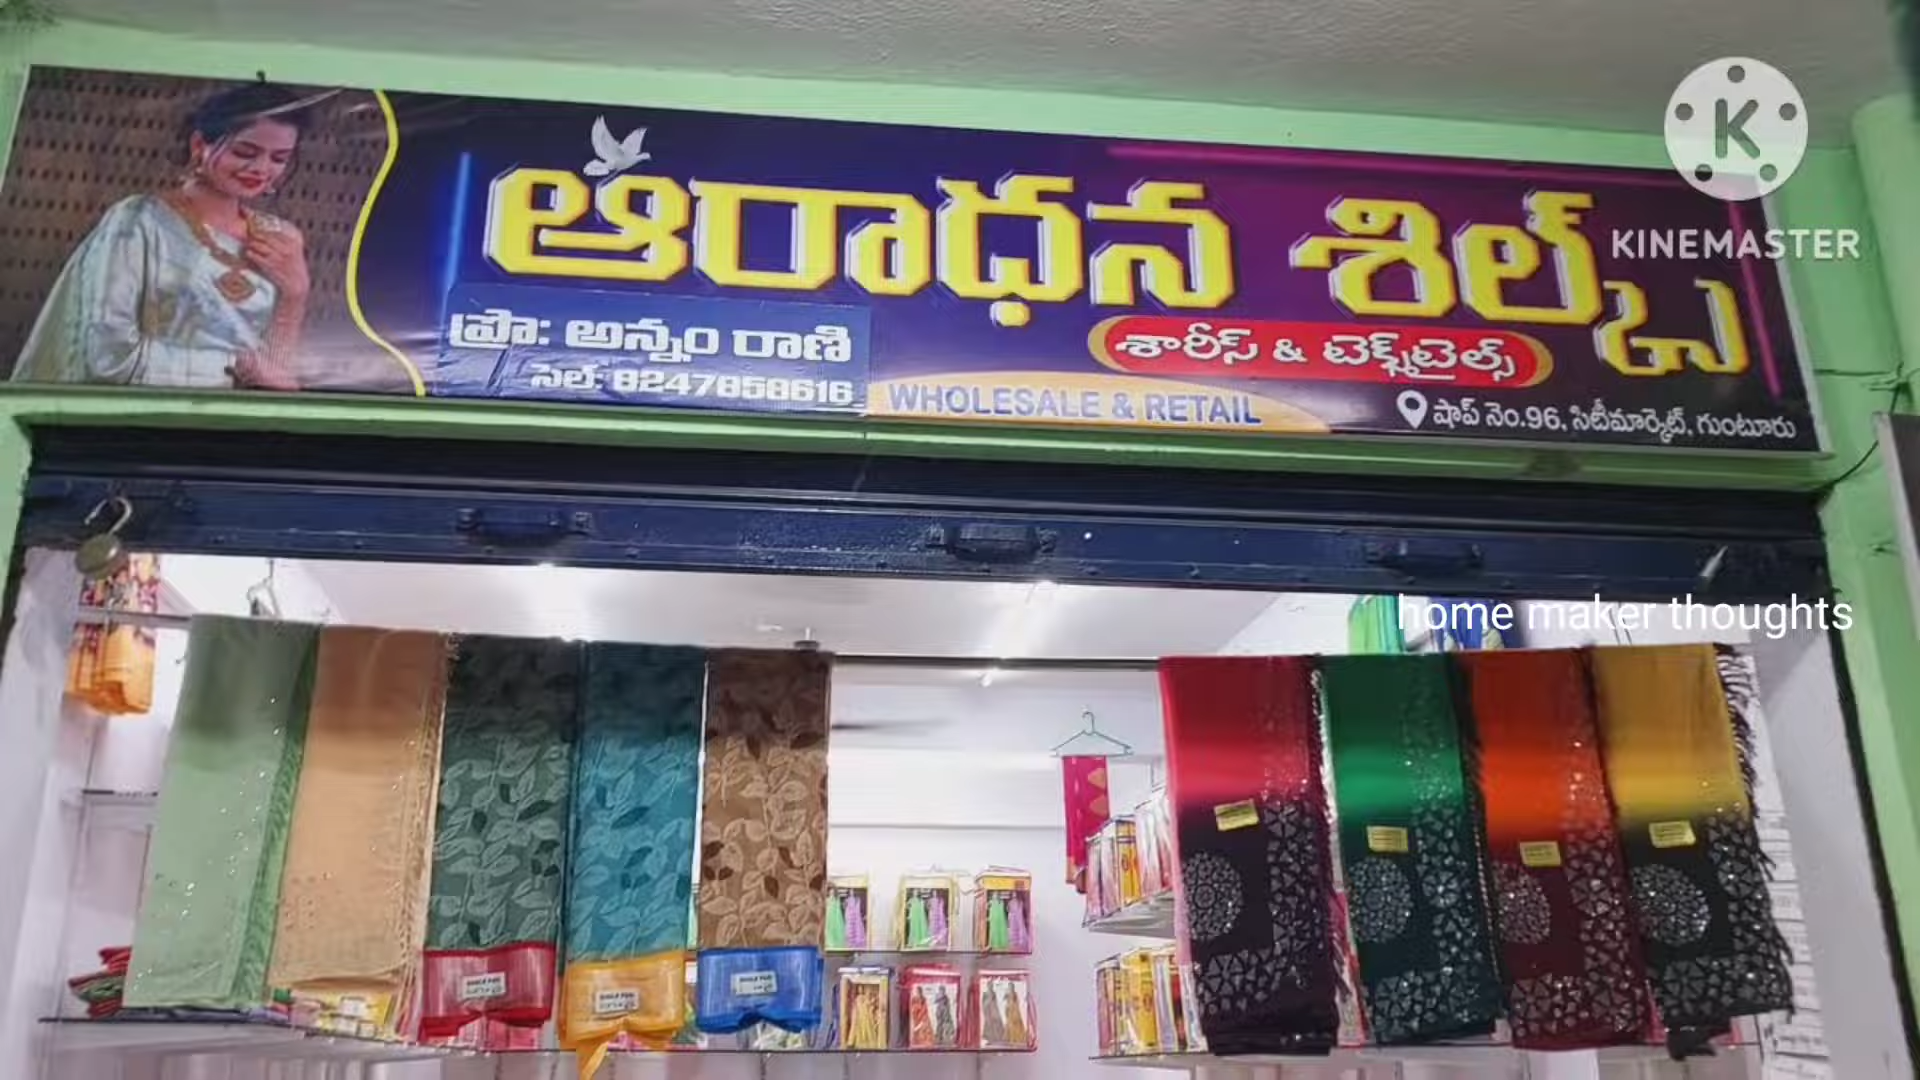 ఆరాధన శిల్క్స్
ప్రొ: అన్నం రాణి
సెల్: 8247858616
శారీస్ & టెక్స్‌టైల్స్
WHOLESALE & RETAIL
షాప్ నెం.96, సిటీమార్కెట్, గుంటూరు
K
KINEMASTER
home maker thoughts